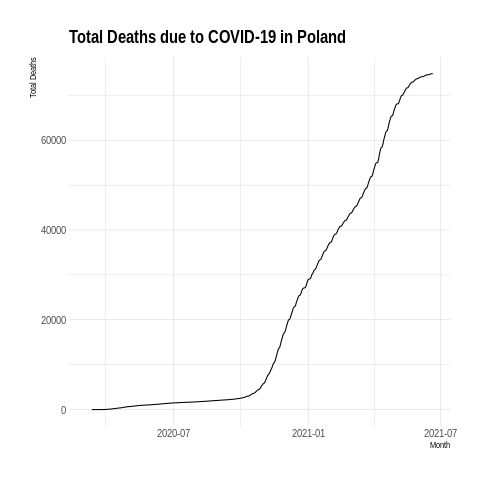 Total Deaths due to COVID-19 in Poland
Total Deaths
60000
40000
20000
0
2020-07
2021-01
2021-07
Month